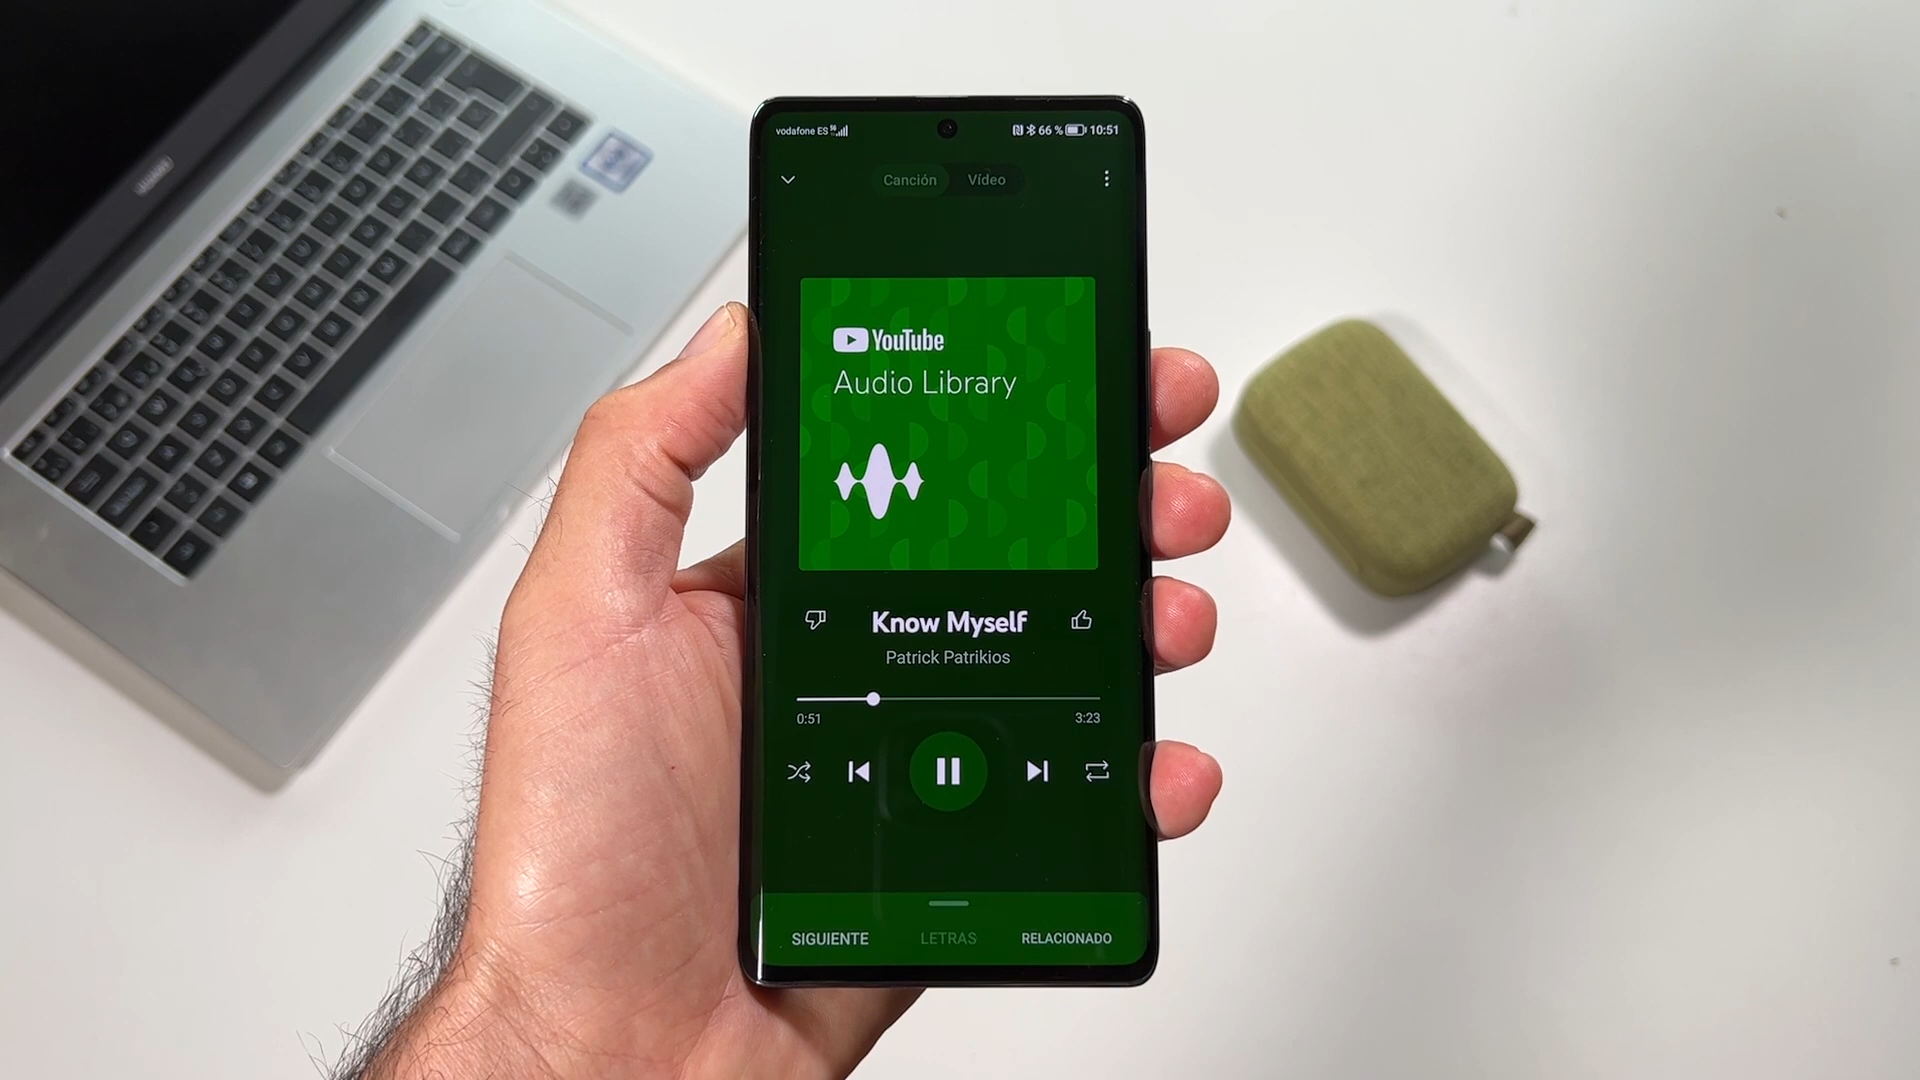 vodafone ES 5G
66 % 10:51
Canción Vídeo
YouTube
Audio Library
Know Myself
Patrick Patrikios
0:51 3:23
SIGUIENTE LETRAS RELACIONADO